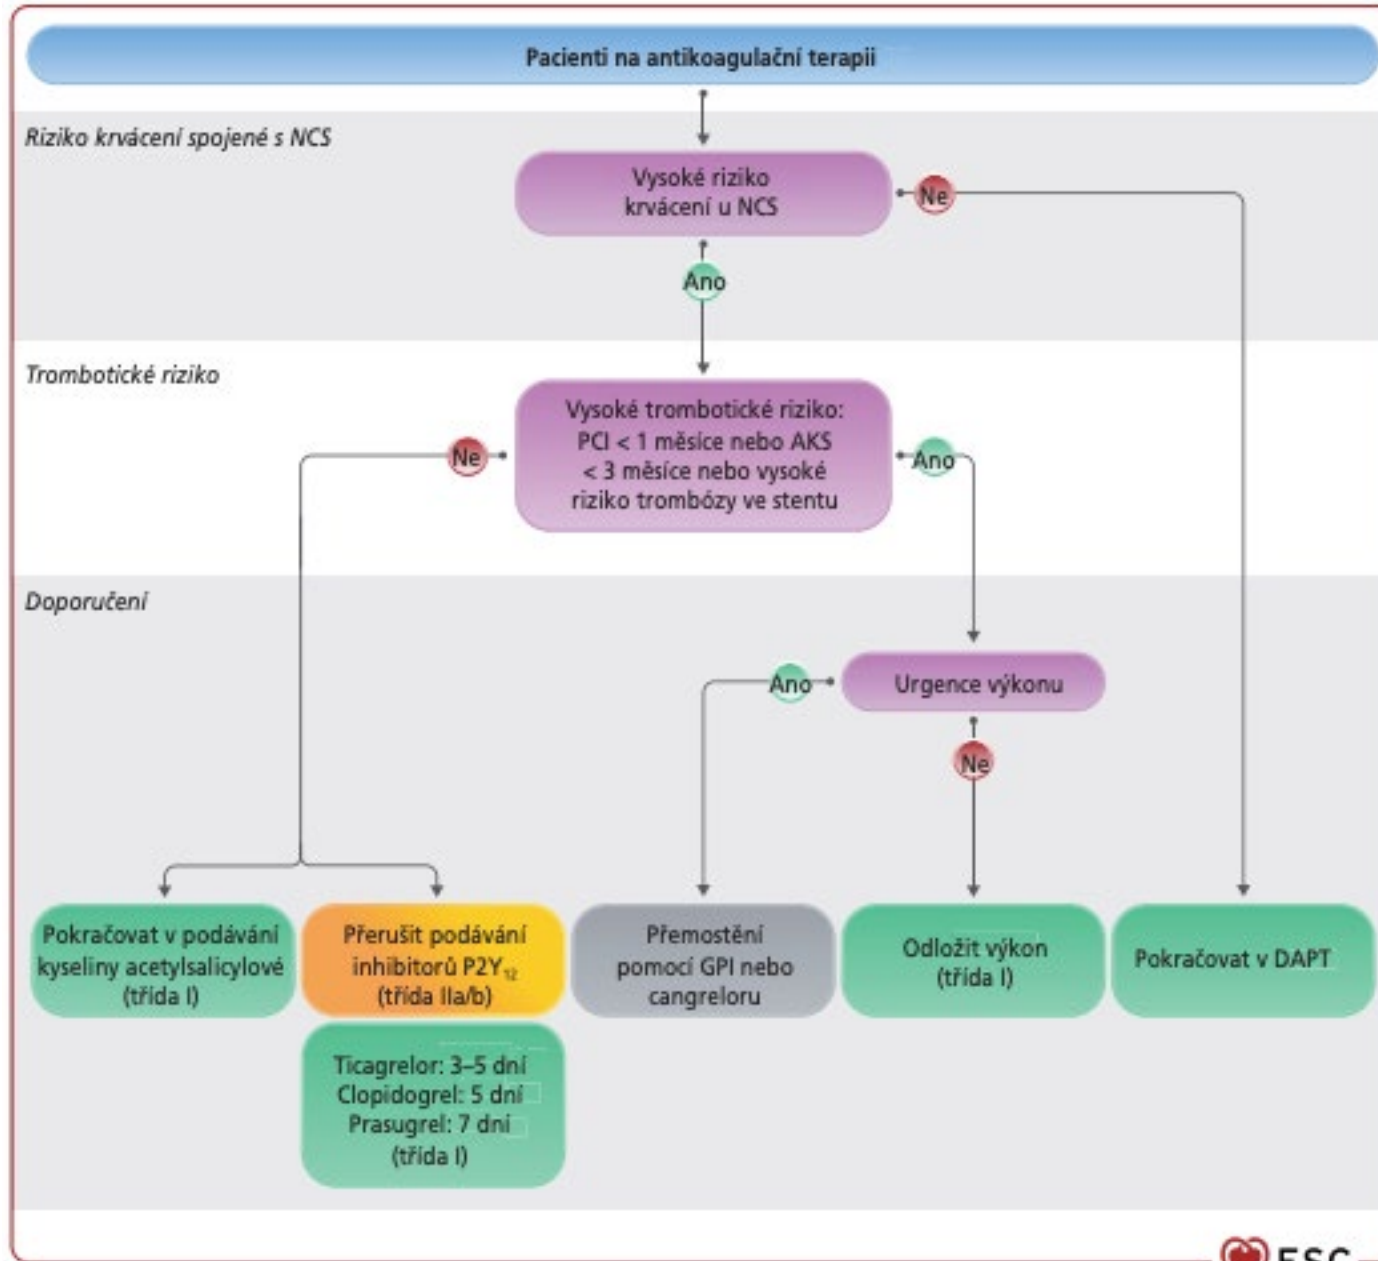 Pacienti na antikoagulační terapii
Riziko krvácení spojené s NCS
Vysoké riziko
krvácení u NCS
Ne
Ano
Trombotické riziko
Vysoké trombotické riziko:
PCI < 1 měsíce nebo AKS
< 3 měsíce nebo vysoké
riziko trombózy ve stentu
Ne
Ano
Doporučení
Urgence výkonu
Ano
Ne
Pokračovat v podávání
kyseliny acetylsalicylové
(třída I)
Přerušit podávání
inhibitorů P2Y₁₂
(třída IIa/b)
Ticagrelor: 3–5 dní
Clopidogrel: 5 dní
Prasugrel: 7 dní
(třída I)
Přemostění
pomocí GPI nebo
cangreloru
Odložit výkon
(třída I)
Pokračovat v DAPT
ESC